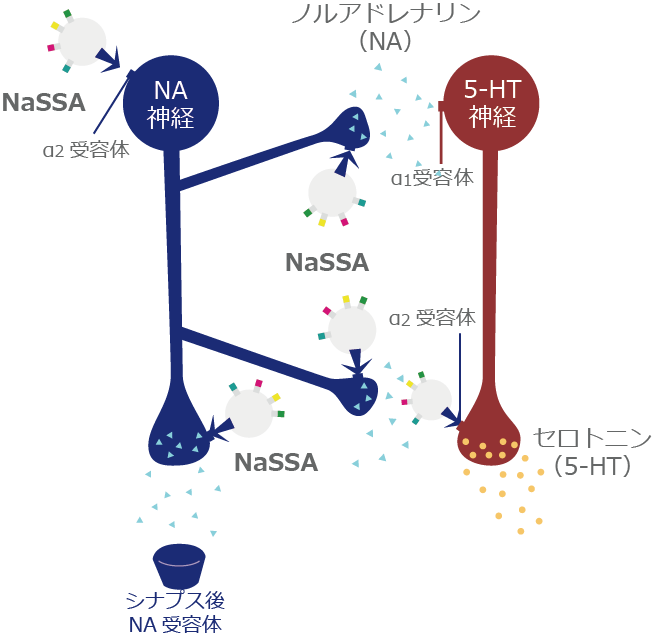 ノルアドレナリン
（NA）
NaSSA
NA
神経
5-HT
神経
α2 受容体
α1受容体
NaSSA
α2 受容体
NaSSA
セロトニン
（5-HT）
シナプス後
NA 受容体